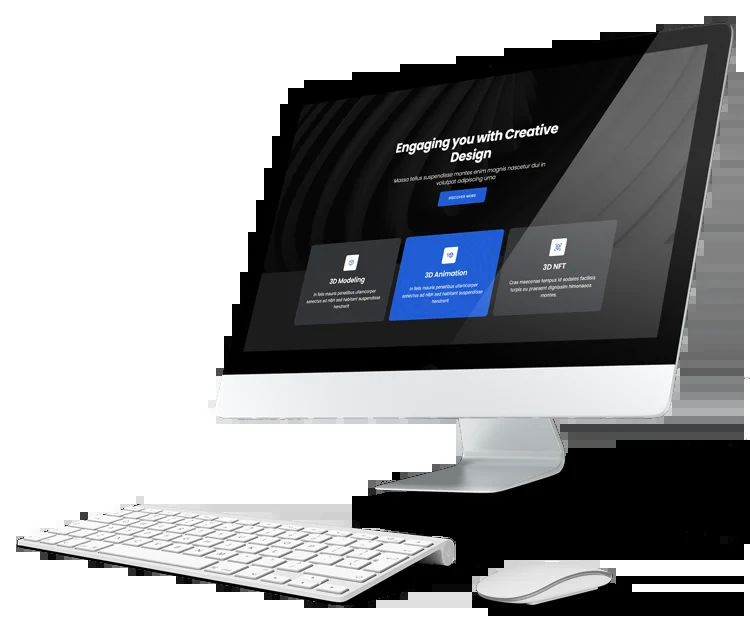 Engaging you with Creative
Design
Massa tellus suspendisse montes enim magnis nascetur dui in
volutpat adipiscing urna
DISCOVER MORE
3D Modeling
In felis mauris penatibus ullamcorper
senectus ad nibh sed habitant suspendisse
hendrerit
3D Animation
In felis mauris penatibus ullamcorper
senectus ad nibh sed habitant suspendisse
hendrerit
3D NFT
Cras maecenas tempus id sodales facilisis
turpis eu praesent dignissim himenaeos
montes.